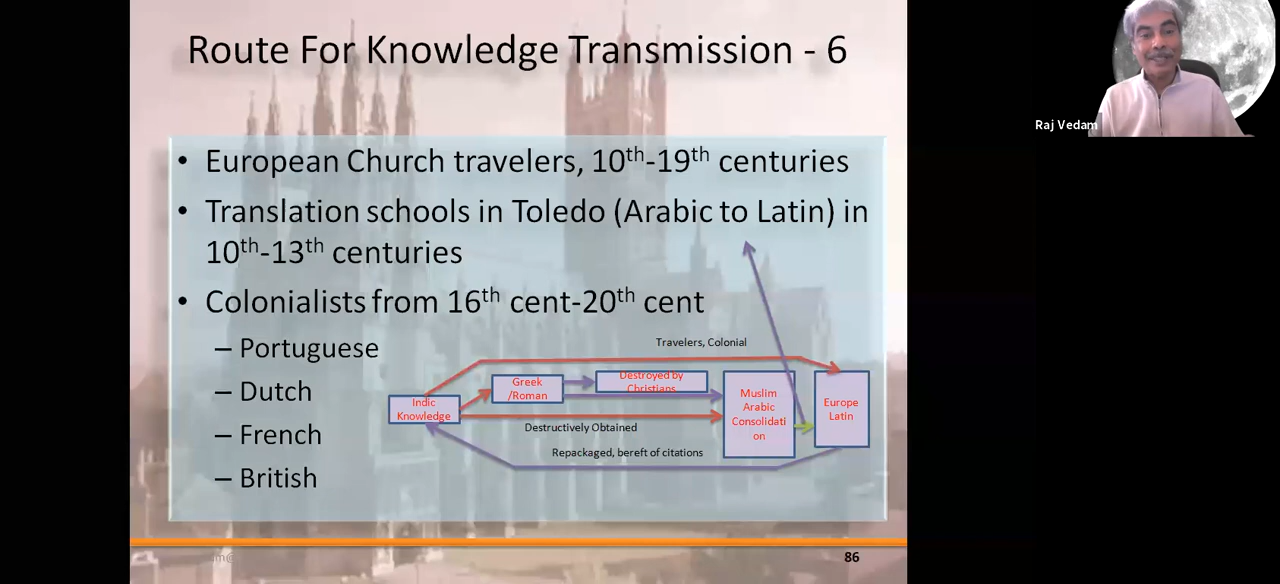 Route For Knowledge Transmission - 6
Raj Vedam
• European Church travelers, 10th-19th centuries
• Translation schools in Toledo (Arabic to Latin) in
10th-13th centuries
• Colonialists from 16th cent-20th cent
– Portuguese
– Dutch
– French
– British
Travelers, Colonial
Indic
Knowledge
Greek
/Roman
Destroyed by
Christians
Muslim
Arabic
Consolidati
on
Europe
Latin
Destructively Obtained
Repackaged, bereft of citations
86